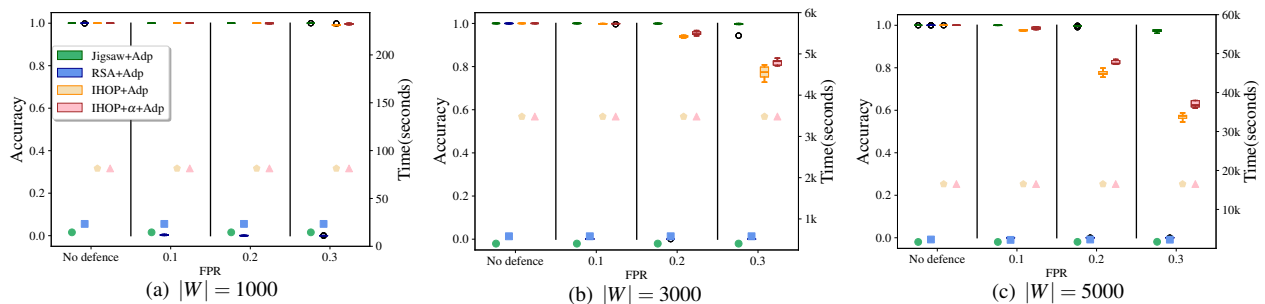 1.0
0.8
0.6
0.4
0.2
0.0
Accuracy
Jigsaw+Adp
RSA+Adp
IHOP+Adp
IHOP+α+Adp
200
150
100
50
0
Time(seconds)
No defence
0.1
0.2
0.3
FPR
(a) |W| = 1000
1.0
0.8
0.6
0.4
0.2
0.0
Accuracy
6k
5k
4k
3k
2k
1k
Time(seconds)
No defence
0.1
0.2
0.3
FPR
(b) |W| = 3000
1.0
0.8
0.6
0.4
0.2
0.0
Accuracy
60k
50k
40k
30k
20k
10k
Time(seconds)
No defence
0.1
0.2
0.3
FPR
(c) |W| = 5000